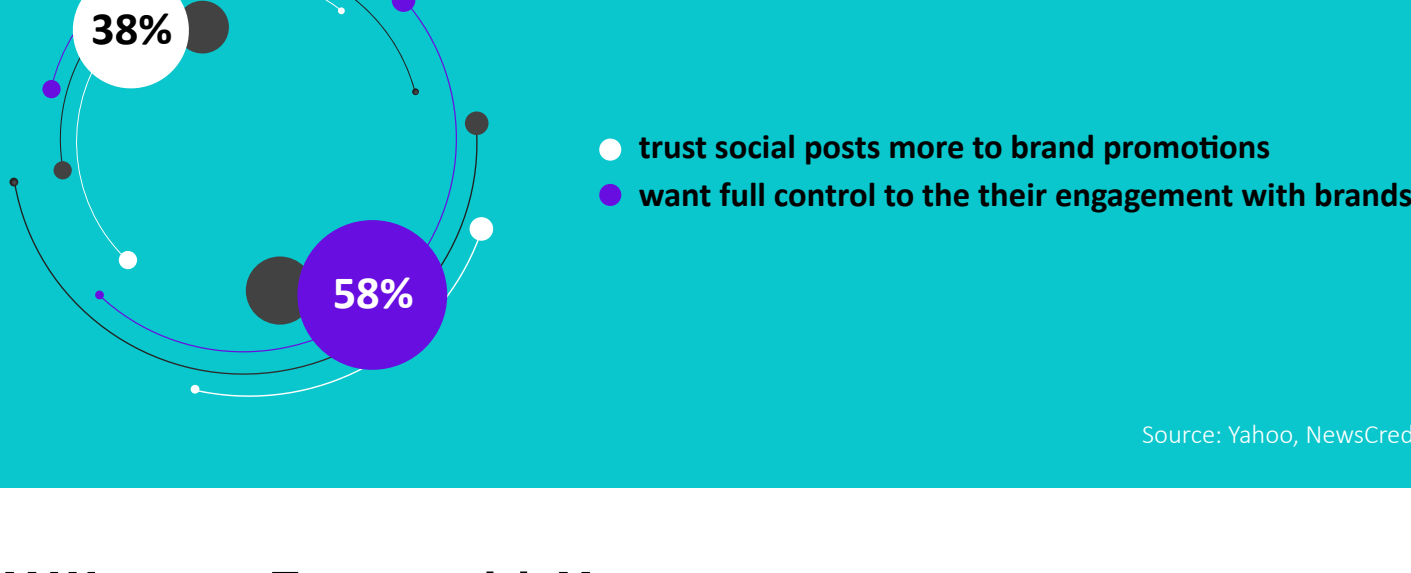 38%
trust social posts more to brand promotions
want full control to the their engagement with brands
58%
Source: Yahoo, NewsCred